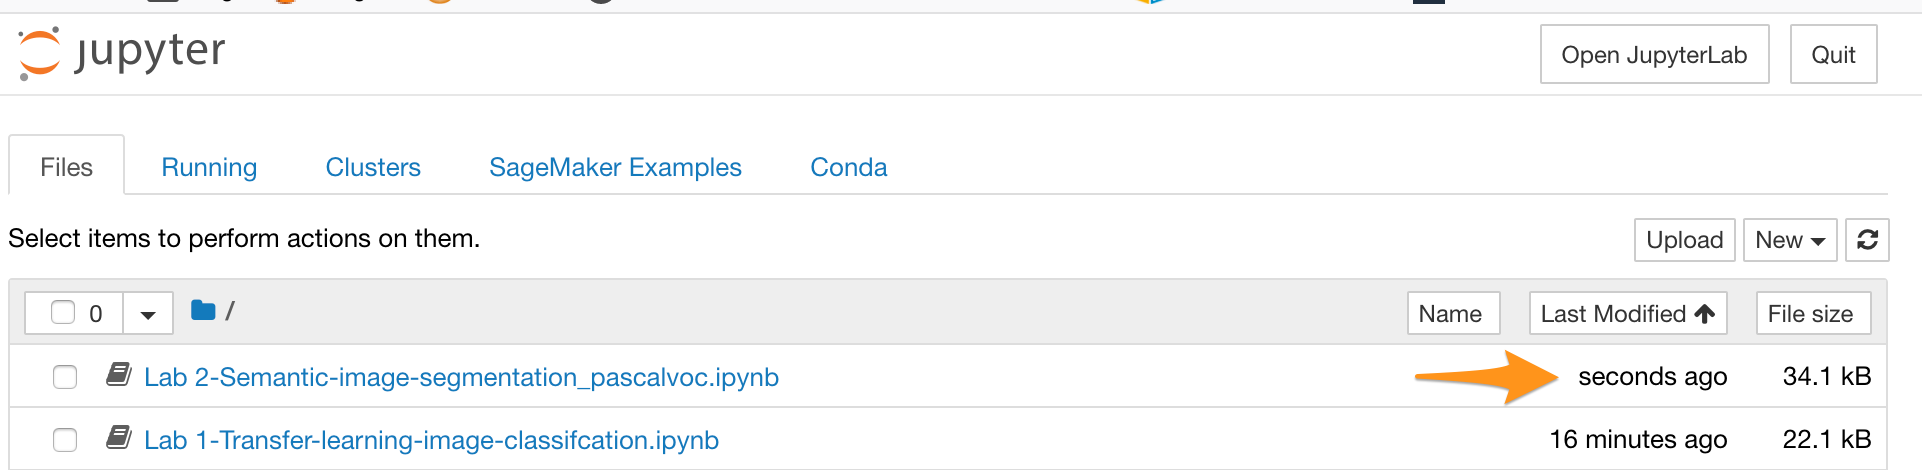 jupyter
Open JupyterLab Quit
Files Running Clusters SageMaker Examples Conda
Select items to perform actions on them.
Upload New
0 / Name Last Modified File size
Lab 2-Semantic-image-segmentation_pascalvoc.ipynb seconds ago 34.1 kB
Lab 1-Transfer-learning-image-classifcation.ipynb 16 minutes ago 22.1 kB